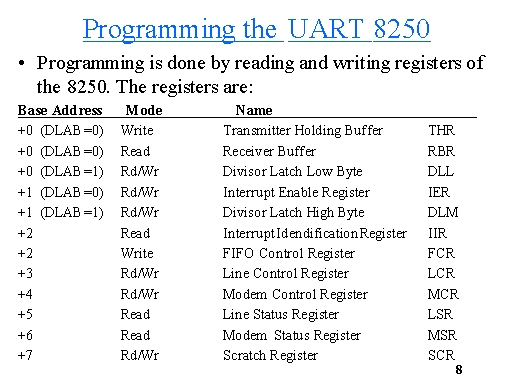 Programming the UART 8250
• Programming is done by reading and writing registers of
the 8250. The registers are:
Base Address Mode Name
+0 (DLAB=0) Write Transmitter Holding Buffer THR
+0 (DLAB=0) Read Receiver Buffer RBR
+0 (DLAB=1) Rd/Wr Divisor Latch Low Byte DLL
+1 (DLAB=0) Rd/Wr Interrupt Enable Register IER
+1 (DLAB=1) Rd/Wr Divisor Latch High Byte DLM
+2 Read Interrupt Idendification Register IIR
+2 Write FIFO Control Register FCR
+3 Rd/Wr Line Control Register LCR
+4 Rd/Wr Modem Control Register MCR
+5 Read Line Status Register LSR
+6 Read Modem Status Register MSR
+7 Rd/Wr Scratch Register SCR
8